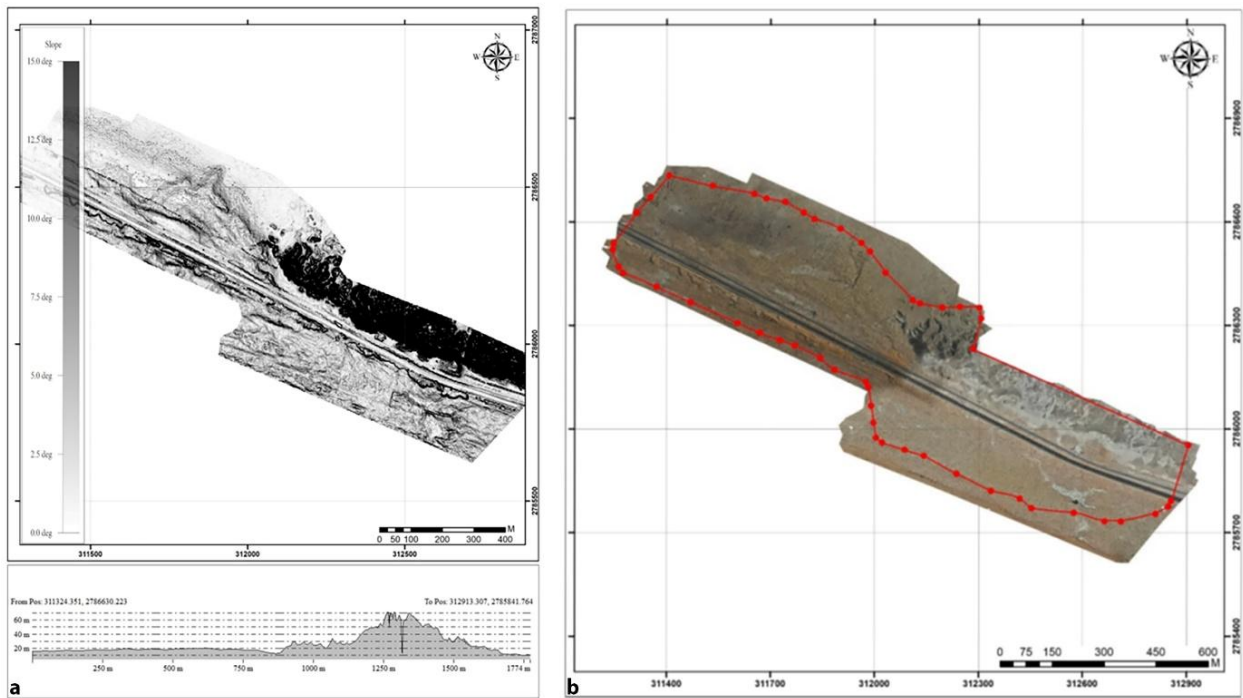 Slope
15.0 deg
12.5 deg
10.0 deg
7.5 deg
5.0 deg
2.5 deg
0.0 deg
N
W E
S
2787000
2786500
2786000
2785500
0 50 100 200 300 400 M
311500 312000 312500
From Pos: 311324.351, 2786630.223 To Pos: 312913.307, 2785841.764
60 m
40 m
20 m
250 m 500 m 750 m 1000 m 1250 m 1500 m 1774 m
a
N
W E
S
2786900
2786600
2786300
2786000
2785700
2785400
0 75 150 300 450 600 M
311400 311700 312000 312300 312600 312900
b